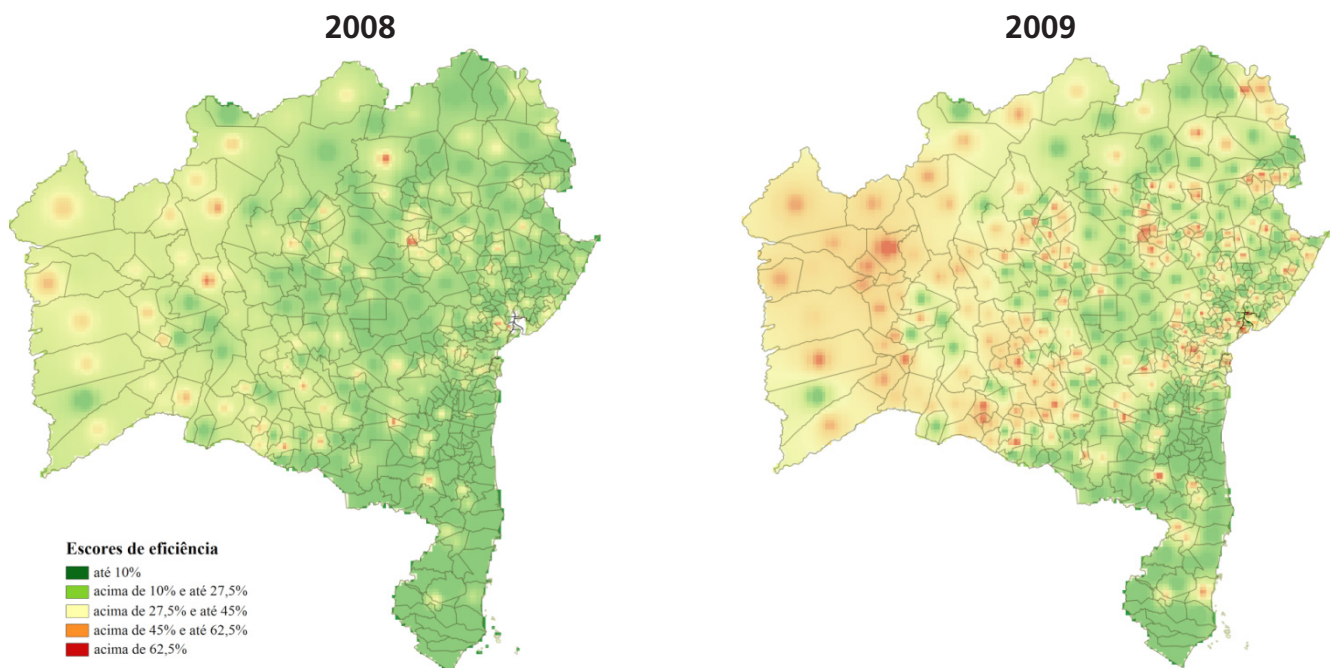 2008
2009
Escores de eficiência
até 10%
acima de 10% e até 27,5%
acima de 27,5% e até 45%
acima de 45% e até 62,5%
acima de 62,5%